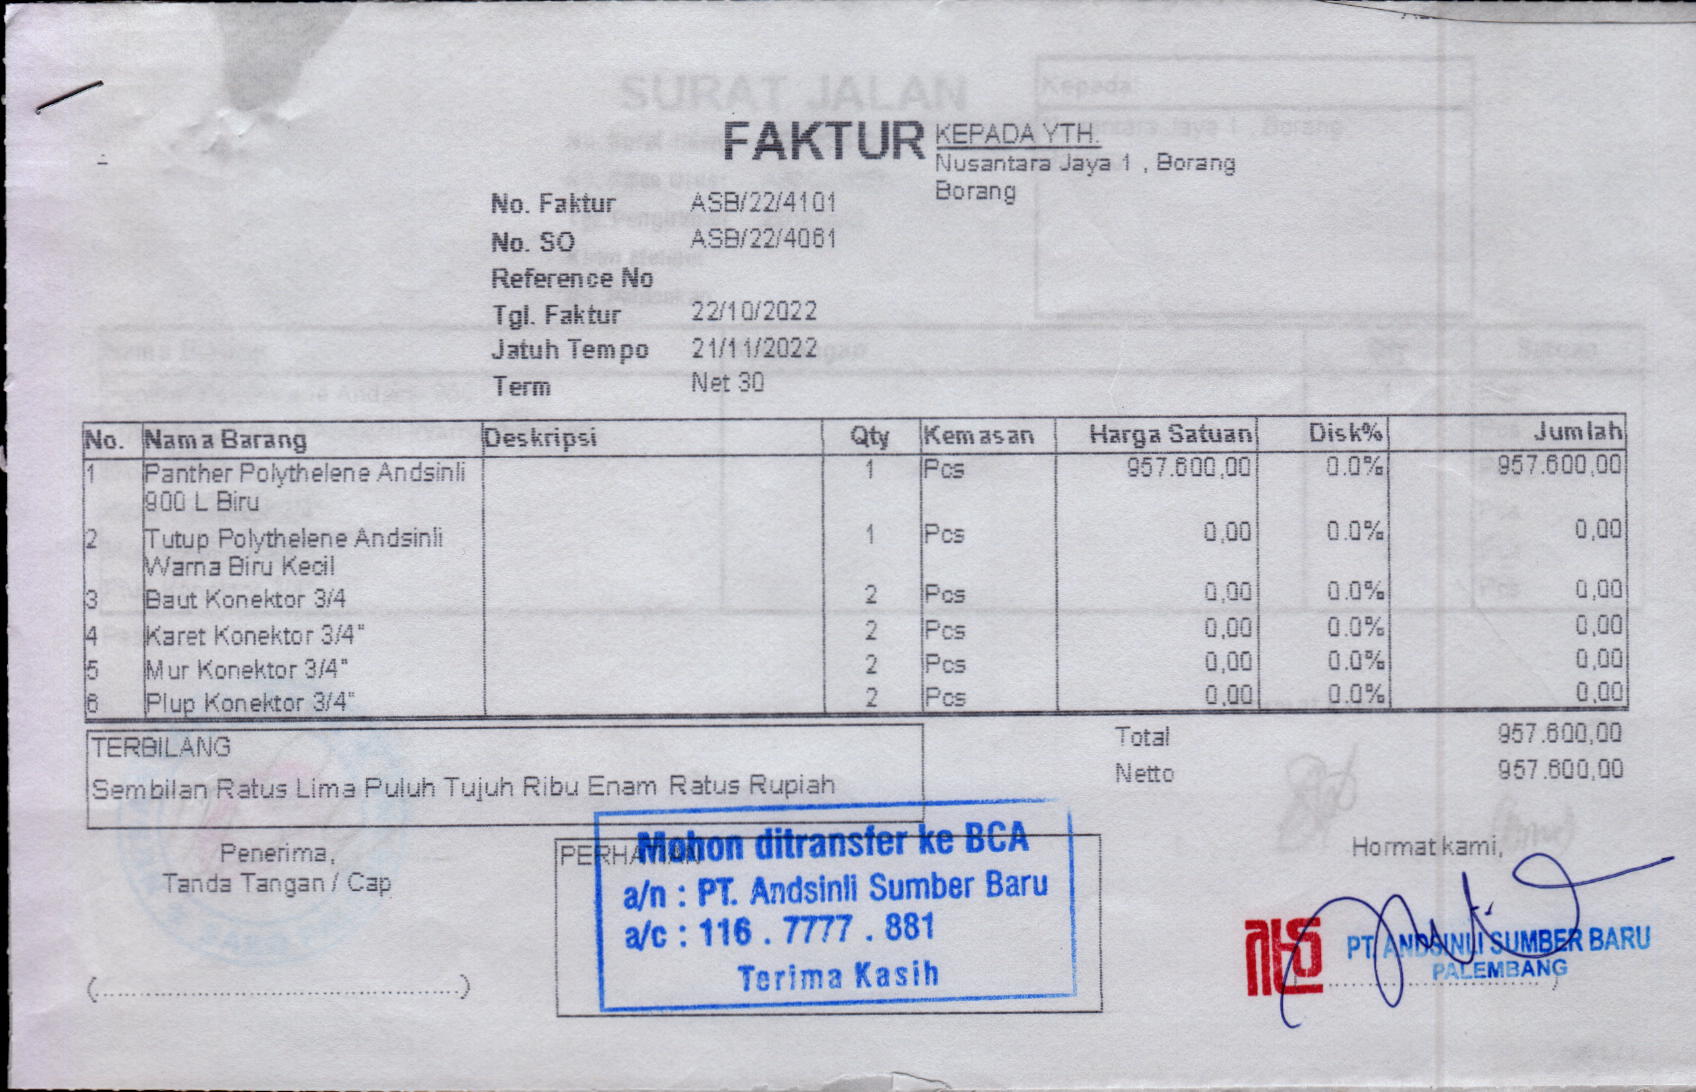 FAKTUR
KEPADA YTH.
Nusantara Jaya 1 , Borang
Borang
No. Faktur ASB/22/4101
No. SO ASB/22/4061
Reference No
Tgl. Faktur 22/10/2022
Jatuh Tempo 21/11/2022
Term Net 30
No. Nama Barang Deskripsi Qty Kemasan Harga Satuan Disk% Jumlah
1 Panther Polythelene Andsinli 1 Pcs 957.600,00 0.0% 957.600,00
900 L Biru
2 Tutup Polythelene Andsinli 1 Pcs 0,00 0.0% 0,00
Warna Biru Kecil
3 Baut Konektor 3/4 2 Pcs 0,00 0.0% 0,00
4 Karet Konektor 3/4" 2 Pcs 0,00 0.0% 0,00
5 Mur Konektor 3/4" 2 Pcs 0,00 0.0% 0,00
6 Plup Konektor 3/4" 2 Pcs 0,00 0.0% 0,00
TERBILANG
Sembilan Ratus Lima Puluh Tujuh Ribu Enam Ratus Rupiah
Total 957.600,00
Netto 957.600,00
Penerima,
Tanda Tangan / Cap
(..................................................)
PERHATIAN
Mohon ditransfer ke BCA
a/n : PT. Andsinli Sumber Baru
a/c : 116 . 7777 . 881
Terima Kasih
Hormat kami,
PT. ANDSINLI SUMBER BARU
PALEMBANG
SURAT JALAN
Kepada: